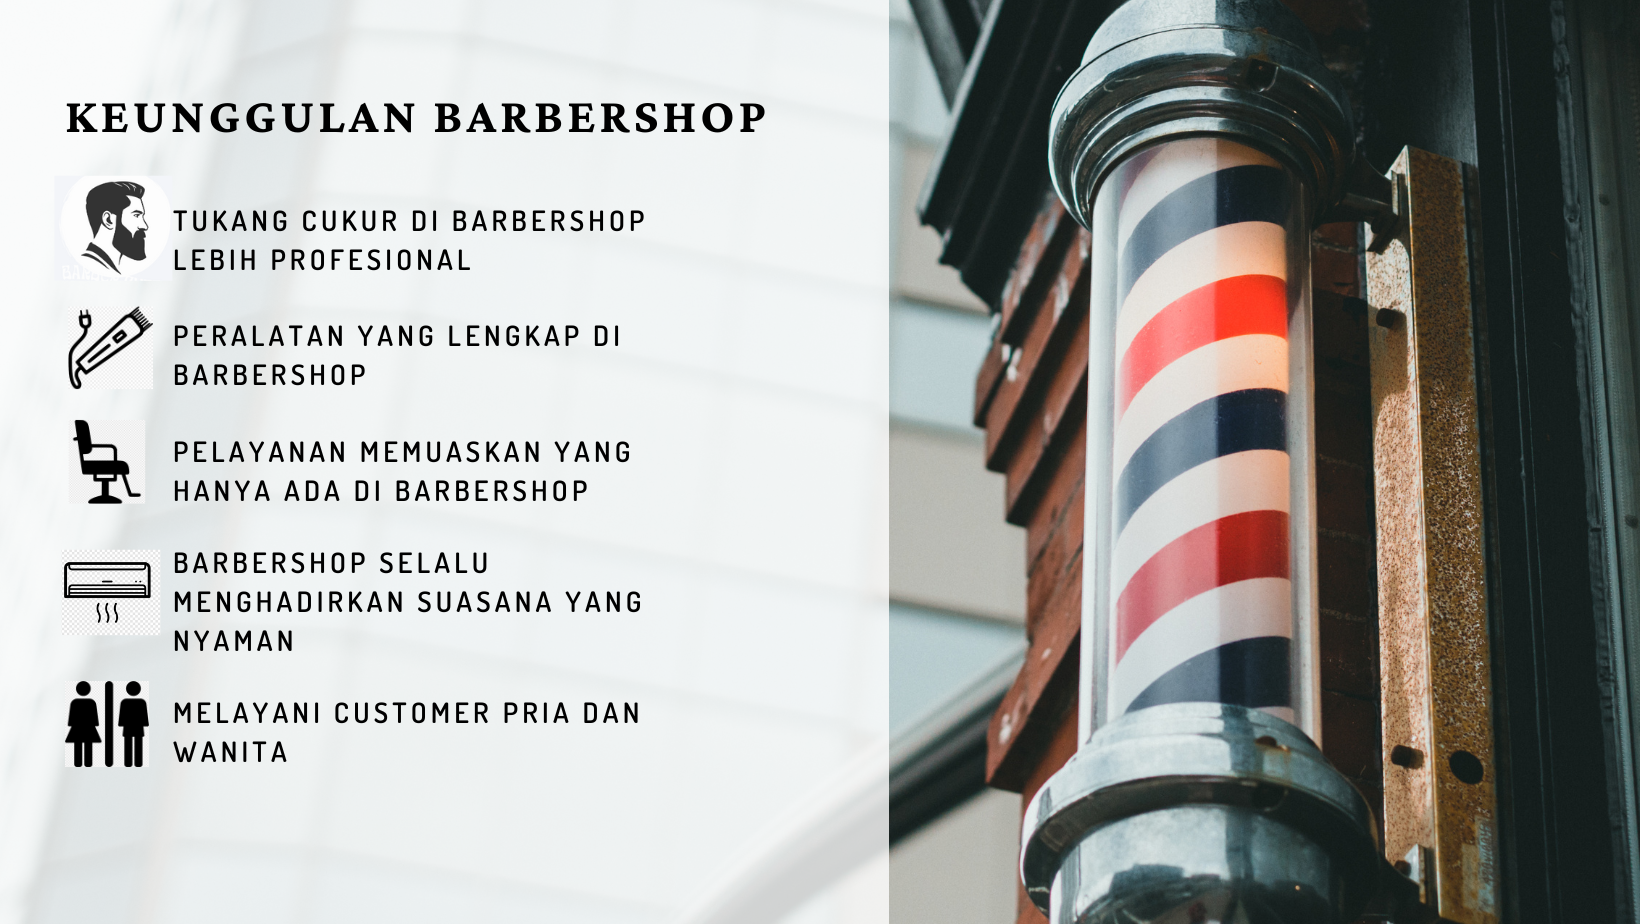 KEUNGGULAN BARBERSHOP
TUKANG CUKUR DI BARBERSHOP
LEBIH PROFESIONAL
PERALATAN YANG LENGKAP DI
BARBERSHOP
PELAYANAN MEMUASKAN YANG
HANYA ADA DI BARBERSHOP
BARBERSHOP SELALU
MENGHADIRKAN SUASANA YANG
NYAMAN
MELAYANI CUSTOMER PRIA DAN
WANITA